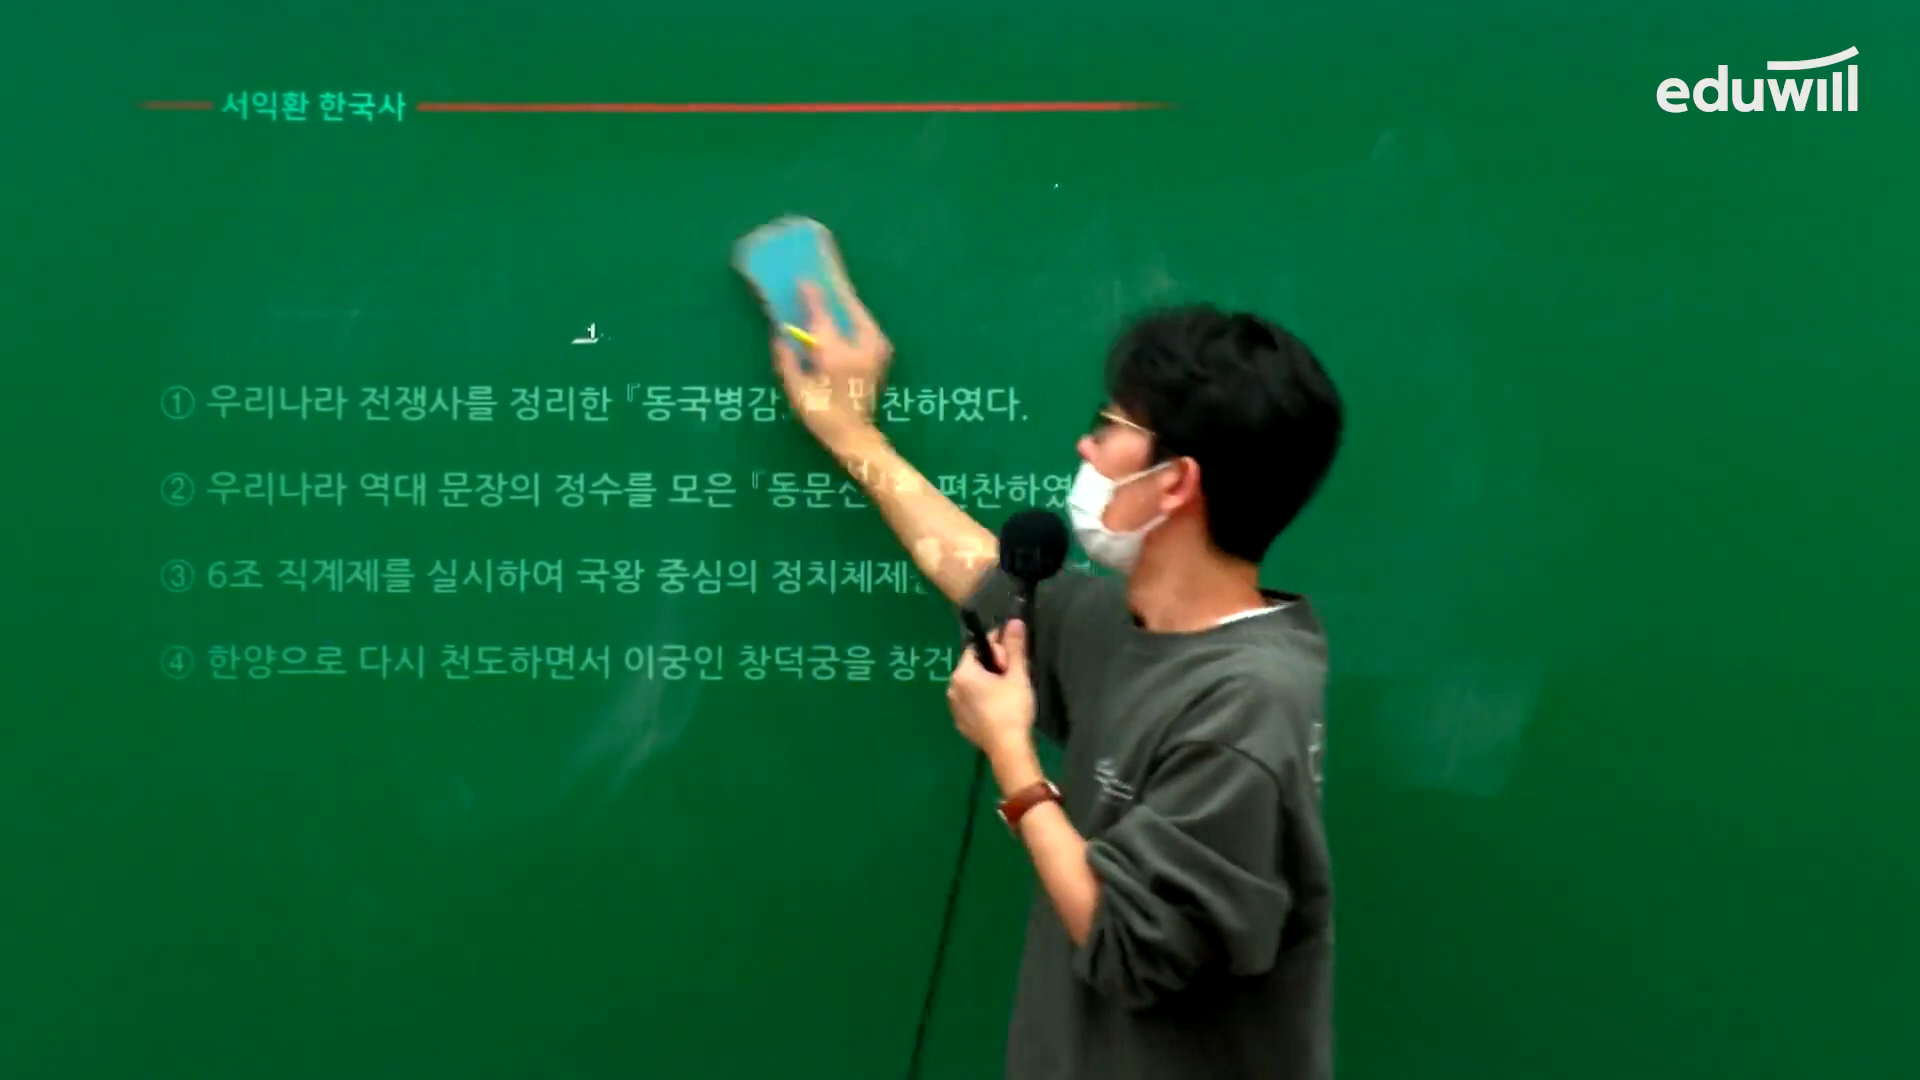 eduwill
서익환 한국사
① 우리나라 전쟁사를 정리한 『동국병감』을 편찬하였다.
② 우리나라 역대 문장의 정수를 모은 『동문선』 편찬하였
③ 6조 직계제를 실시하여 국왕 중심의 정치체제를
④ 한양으로 다시 천도하면서 이궁인 창덕궁을 창건